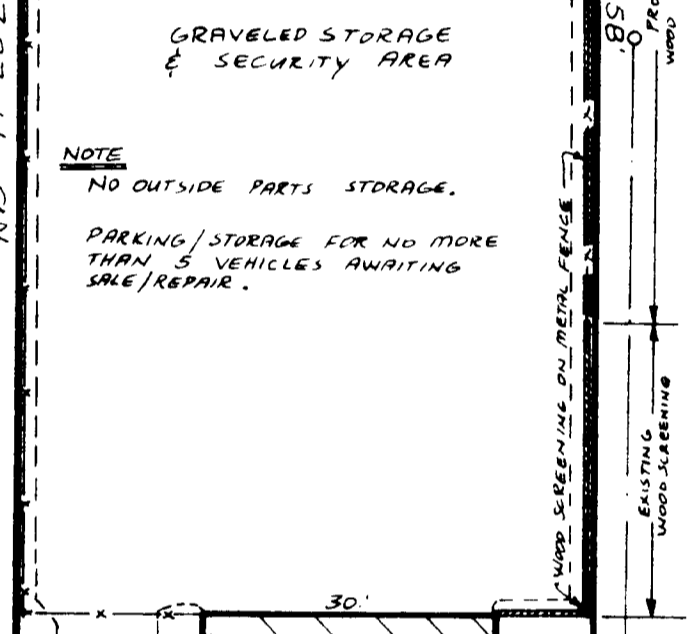 GRAVELED STORAGE
& SECURITY AREA
NOTE
NO OUTSIDE PARTS STORAGE.
PARKING/STORAGE FOR NO MORE
THAN 5 VEHICLES AWAITING
SALE/REPAIR.
WOOD SCREENING ON METAL FENCE
58'
WOOD
EXISTING
WOOD SCREENING
30'